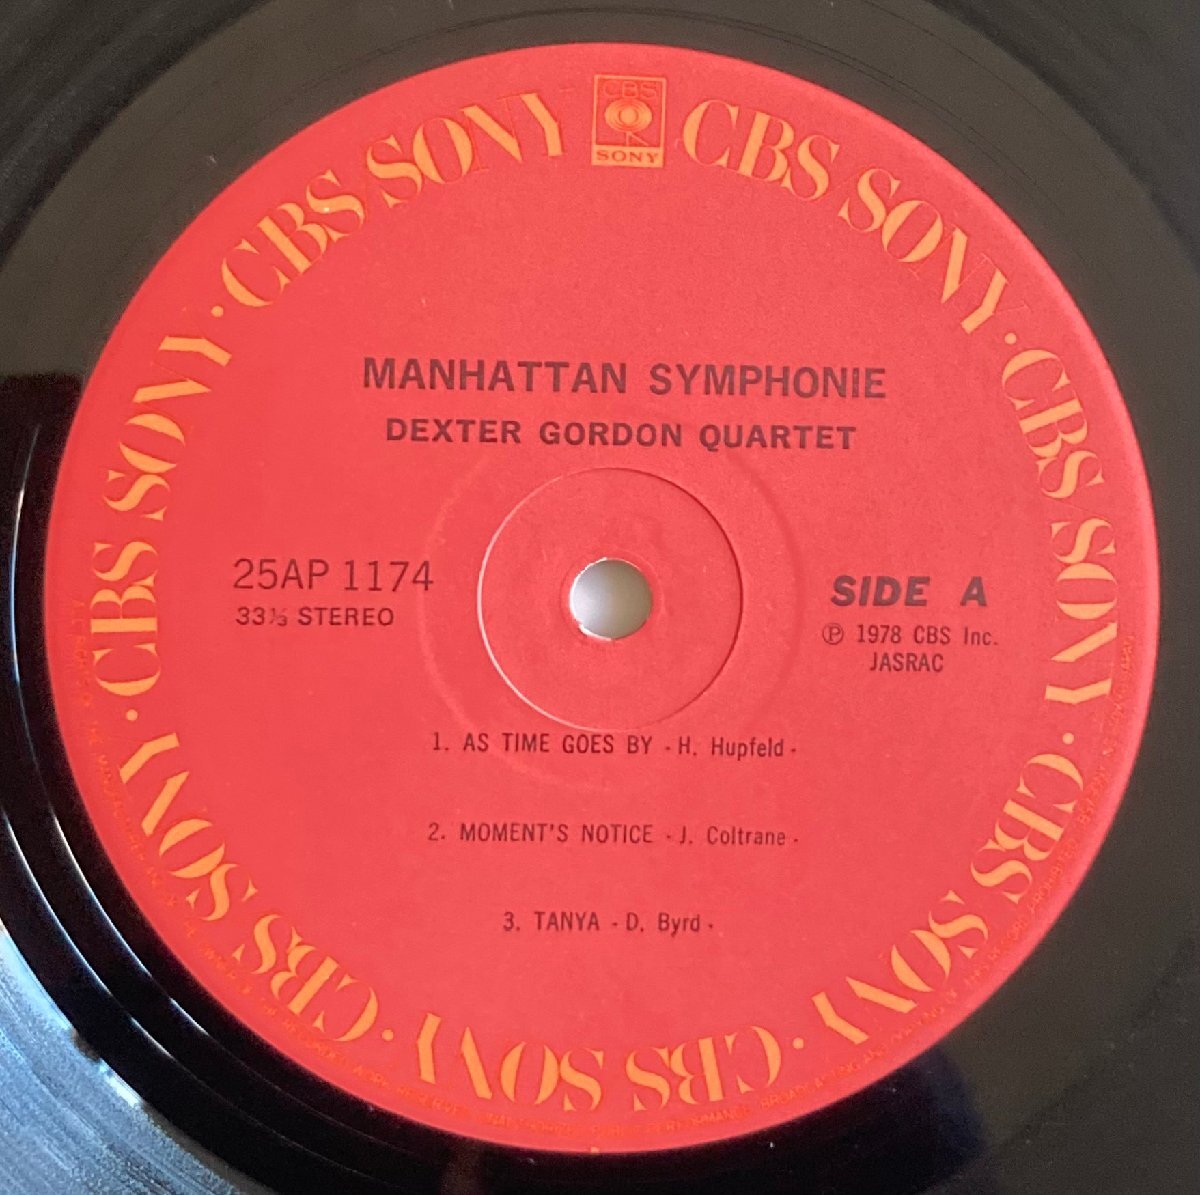 CBS
SONY
CBS SONY · CBS SONY · CBS SONY · CBS SONY · CBS SONY · CBS SONY · CBS SONY
MANHATTAN SYMPHONIE
DEXTER GORDON QUARTET
25AP 1174
33⅓ STEREO
SIDE A
℗ 1978 CBS Inc.
JASRAC
1. AS TIME GOES BY - H. Hupfeld -
2. MOMENT'S NOTICE - J. Coltrane -
3. TANYA - D. Byrd -